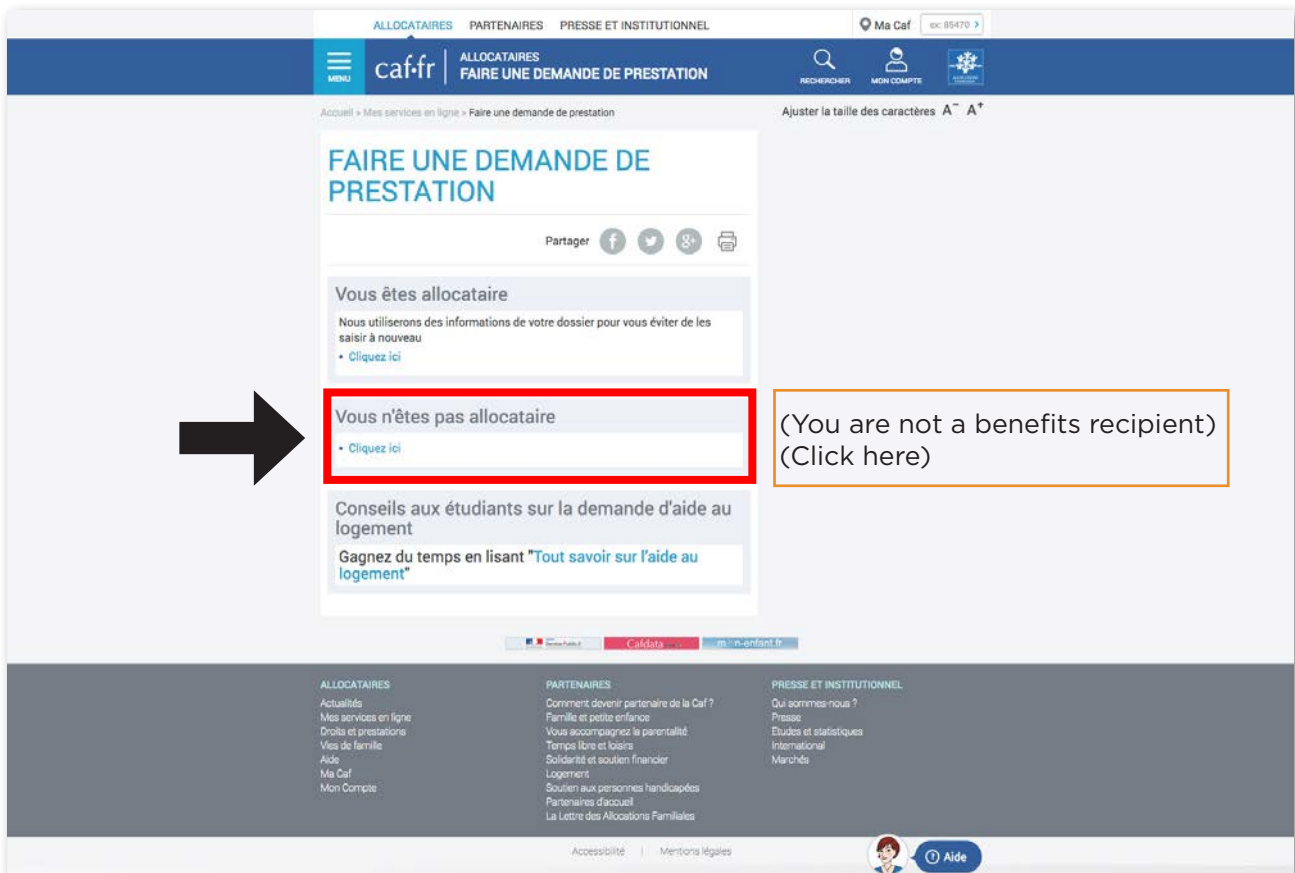 ALLOCATAIRES PARTENAIRES PRESSE ET INSTITUTIONNEL
Ma Caf ex: 85470 >
MENU
caf.fr
ALLOCATAIRES
FAIRE UNE DEMANDE DE PRESTATION
RECHERCHER MON COMPTE
Accueil » Mes services en ligne » Faire une demande de prestation
Ajuster la taille des caractères A⁻ A⁺
FAIRE UNE DEMANDE DE
PRESTATION
Partager
Vous êtes allocataire
Nous utiliserons des informations de votre dossier pour vous éviter de les
saisir à nouveau
• Cliquez ici
Vous n'êtes pas allocataire
• Cliquez ici
(You are not a benefits recipient)
(Click here)
Conseils aux étudiants sur la demande d'aide au
logement
Gagnez du temps en lisant "Tout savoir sur l'aide au
logement"
Cafdata
ALLOCATAIRES
Actualités
Mes services en ligne
Droits et prestations
Vies de famille
Aide
Ma Caf
Mon Compte
PARTENAIRES
Comment devenir partenaire de la Caf ?
Famille et petite enfance
Vous accompagnez la parentalité
Temps libre et loisirs
Solidarité et soutien financier
Logement
Soutien aux personnes handicapées
Partenaires d'accueil
La Lettre des Allocations Familiales
PRESSE ET INSTITUTIONNEL
Qui sommes-nous ?
Presse
Etudes et statistiques
International
Marchés
Accessibilité | Mentions légales
Aide